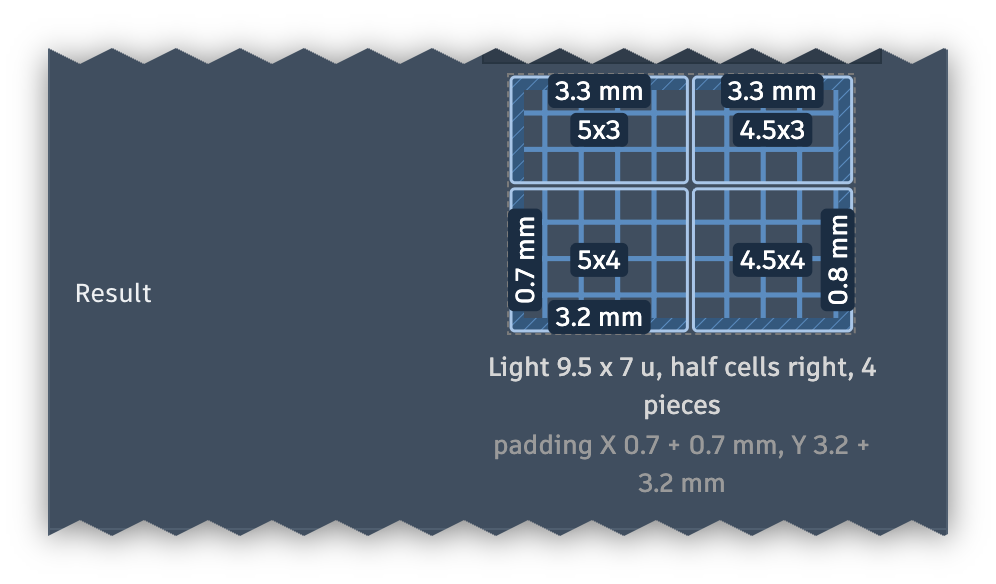 3.3 mm 3.3 mm
5x3 4.5x3
0.7 mm 5x4 4.5x4 0.8 mm
3.2 mm
Result
Light 9.5 x 7 u, half cells right, 4
pieces
padding X 0.7 + 0.7 mm, Y 3.2 +
3.2 mm